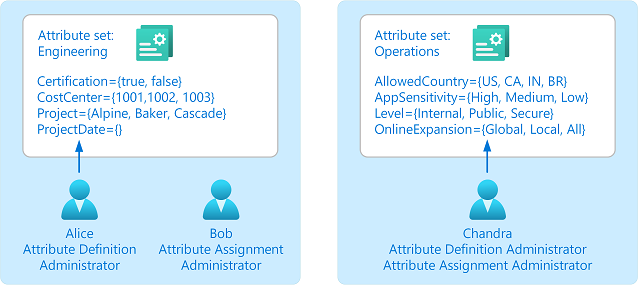 Attribute set:
Engineering
Certification={true, false}
CostCenter={1001,1002, 1003}
Project={Alpine, Baker, Cascade}
ProjectDate={}
Alice
Attribute Definition
Administrator
Bob
Attribute Assignment
Administrator
Attribute set:
Operations
AllowedCountry={US, CA, IN, BR}
AppSensitivity={High, Medium, Low}
Level={Internal, Public, Secure}
OnlineExpansion={Global, Local, All}
Chandra
Attribute Definition Administrator
Attribute Assignment Administrator